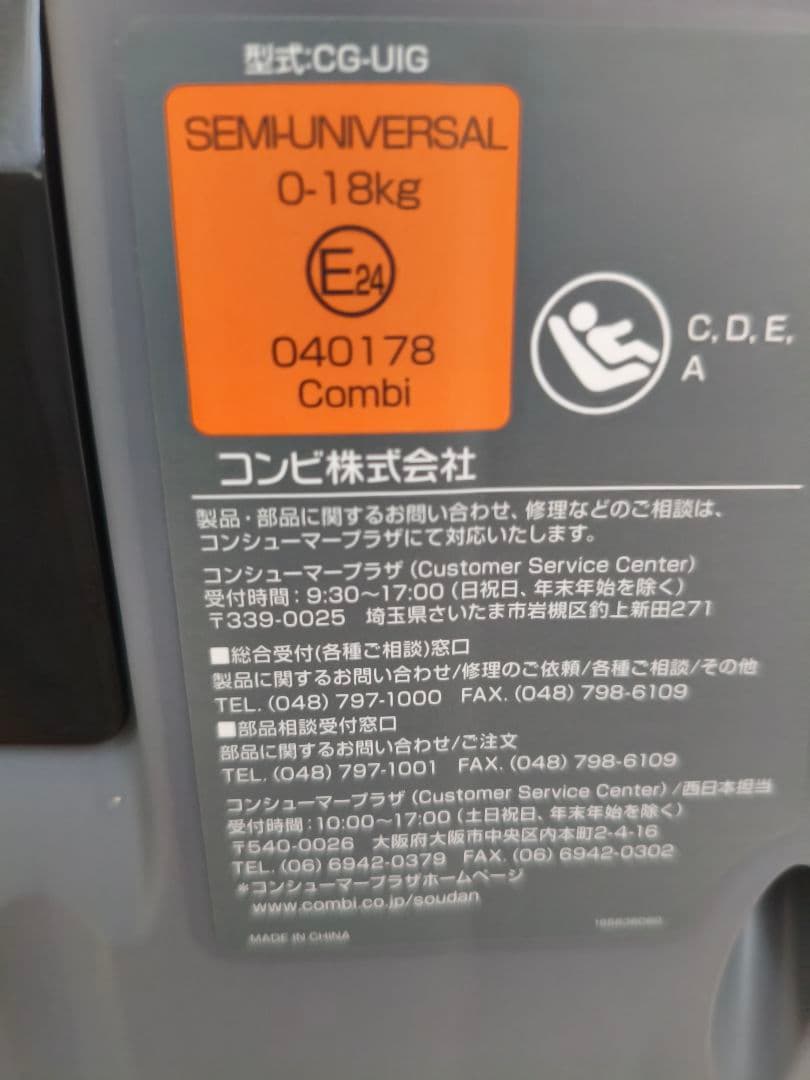 型式:CG-UIG
SEMI-UNIVERSAL
0-18kg
E24
040178
Combi
C, D, E,
A
コンビ株式会社
製品・部品に関するお問い合わせ、修理などのご相談は、
コンシューマープラザにて対応いたします。
コンシューマープラザ (Customer Service Center)
受付時間：9:30～17:00 (日祝日、年末年始を除く)
〒339-0025 埼玉県さいたま市岩槻区釣上新田271
■総合受付(各種ご相談)窓口
製品に関するお問い合わせ/修理のご依頼/各種ご相談/その他
TEL. (048) 797-1000 FAX. (048) 798-6109
■部品相談受付窓口
部品に関するお問い合わせ/ご注文
TEL. (048) 797-1001 FAX. (048) 798-6109
コンシューマープラザ (Customer Service Center) /西日本担当
受付時間：10:00～17:00 (土日祝日、年末年始を除く)
〒540-0026 大阪府大阪市中央区内本町2-4-16
TEL. (06) 6942-0379 FAX. (06) 6942-0302
*コンシューマープラザホームページ
www.combi.co.jp/soudan
MADE IN CHINA